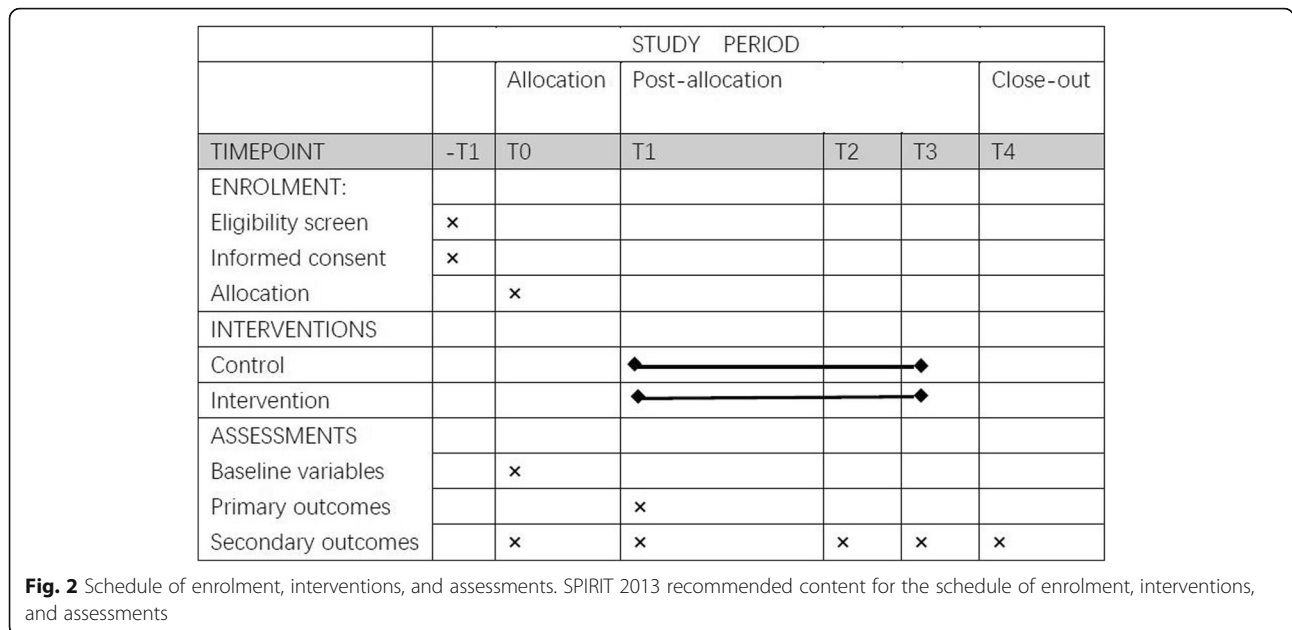 STUDY PERIOD
Allocation Post-allocation Close-out
TIMEPOINT -T1 T0 T1 T2 T3 T4
ENROLMENT:
Eligibility screen ×
Informed consent ×
Allocation ×
INTERVENTIONS
Control
Intervention
ASSESSMENTS
Baseline variables ×
Primary outcomes ×
Secondary outcomes × × × × ×
Fig. 2 Schedule of enrolment, interventions, and assessments. SPIRIT 2013 recommended content for the schedule of enrolment, interventions,
and assessments